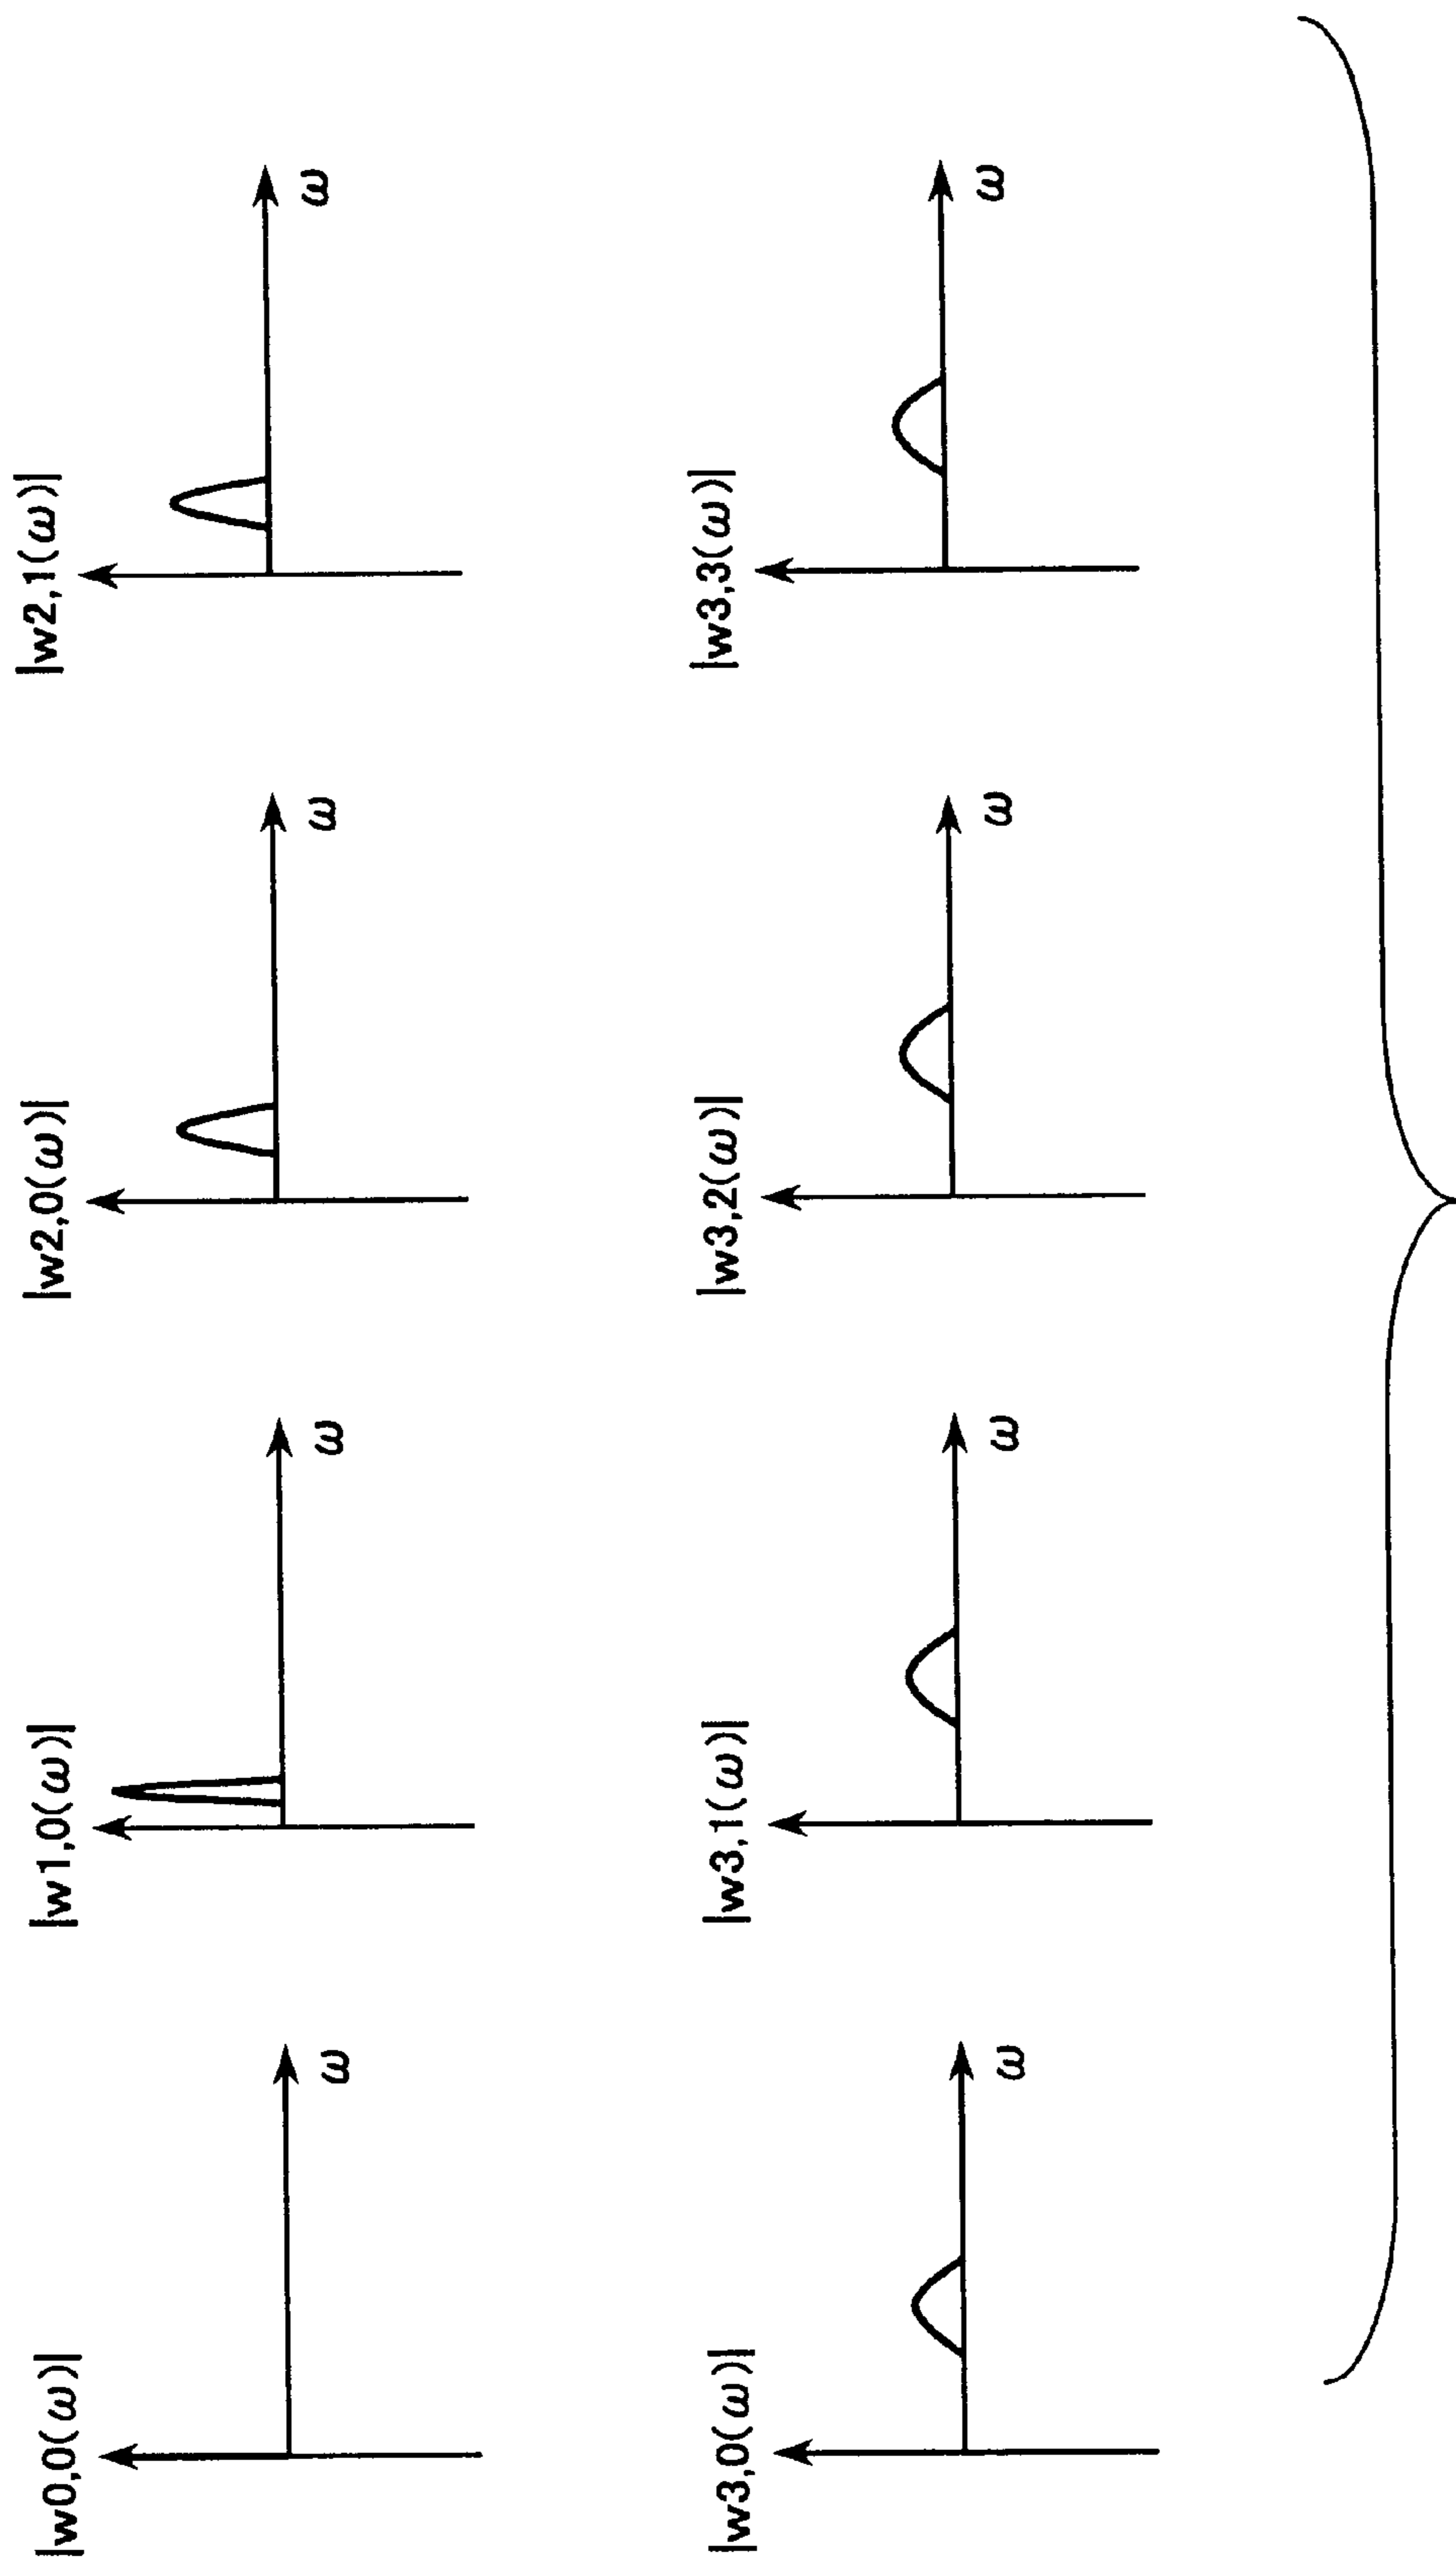 |w0,0(ω)|
ω
|w1,0(ω)|
ω
|w2,0(ω)|
ω
|w2,1(ω)|
ω
|w3,0(ω)|
ω
|w3,1(ω)|
ω
|w3,2(ω)|
ω
|w3,3(ω)|
ω